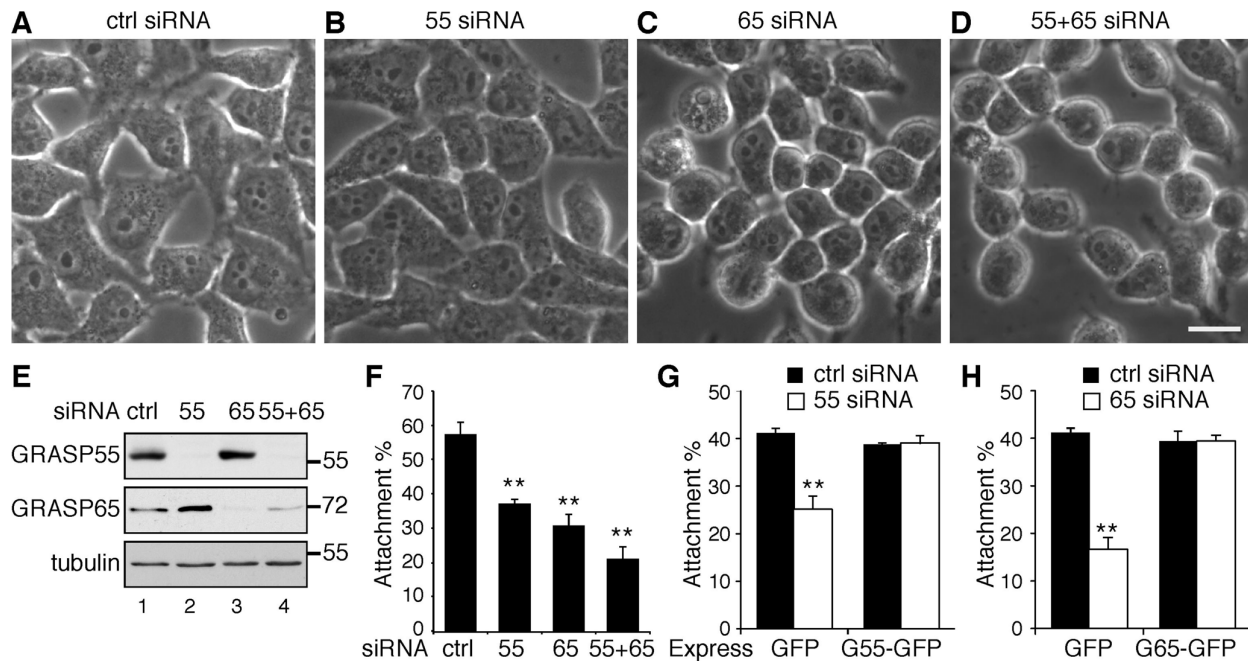 A ctrl siRNA
B 55 siRNA
C 65 siRNA
D 55+65 siRNA
E
siRNA ctrl 55 65 55+65
GRASP55
55
GRASP65
72
tubulin
55
1 2 3 4
F
Attachment %
70
60
50
40
30
20
10
0
** ** **
siRNA ctrl 55 65 55+65
G
ctrl siRNA
55 siRNA
Attachment %
50
40
30
20
10
0
**
Express GFP G55-GFP
H
ctrl siRNA
65 siRNA
Attachment %
50
40
30
20
10
0
**
GFP G65-GFP